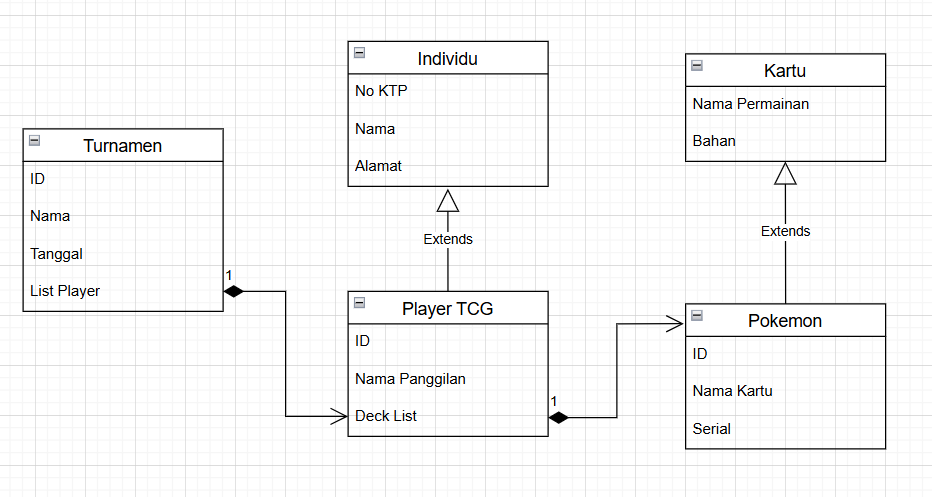 Turnamen
ID
Nama
Tanggal
List Player
1
Individu
No KTP
Nama
Alamat
Extends
Player TCG
ID
Nama Panggilan
Deck List
1
Kartu
Nama Permainan
Bahan
Extends
Pokemon
ID
Nama Kartu
Serial